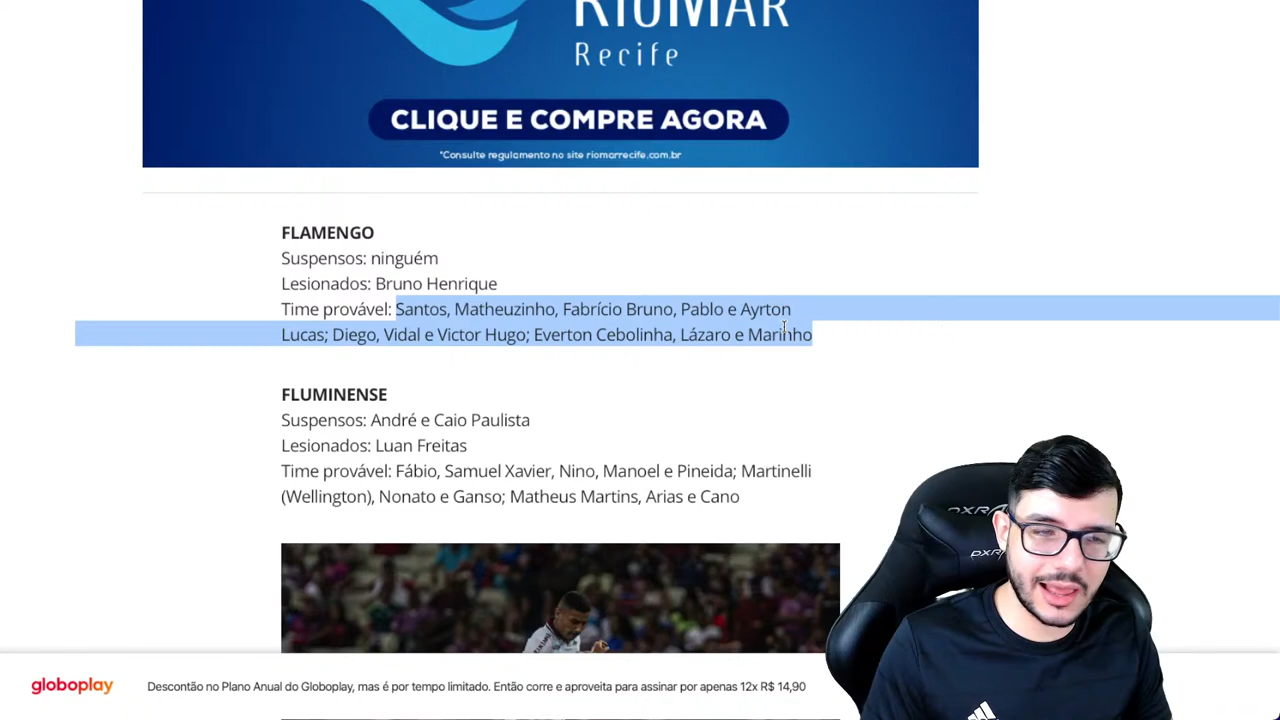 RIOMAR
Recife
CLIQUE E COMPRE AGORA
*Consulte regulamento no site riomarrecife.com.br
FLAMENGO
Suspensos: ninguém
Lesionados: Bruno Henrique
Time provável: Santos, Matheuzinho, Fabrício Bruno, Pablo e Ayrton
Lucas; Diego, Vidal e Victor Hugo; Everton Cebolinha, Lázaro e Marinho
FLUMINENSE
Suspensos: André e Caio Paulista
Lesionados: Luan Freitas
Time provável: Fábio, Samuel Xavier, Nino, Manoel e Pineida; Martinelli
(Wellington), Nonato e Ganso; Matheus Martins, Arias e Cano
globoplay
Descontão no Plano Anual do Globoplay, mas é por tempo limitado. Então corre e aproveita para assinar por apenas 12x R$ 14,90